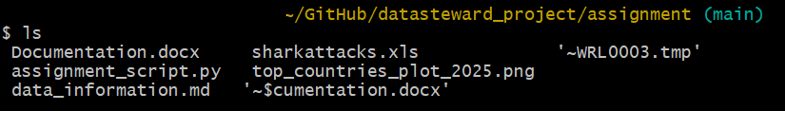 ~/GitHub/datasteward_project/assignment (main)
$ ls
Documentation.docx sharkattacks.xls '~WRL0003.tmp'
assignment_script.py top_countries_plot_2025.png
data_information.md '~$cumentation.docx'